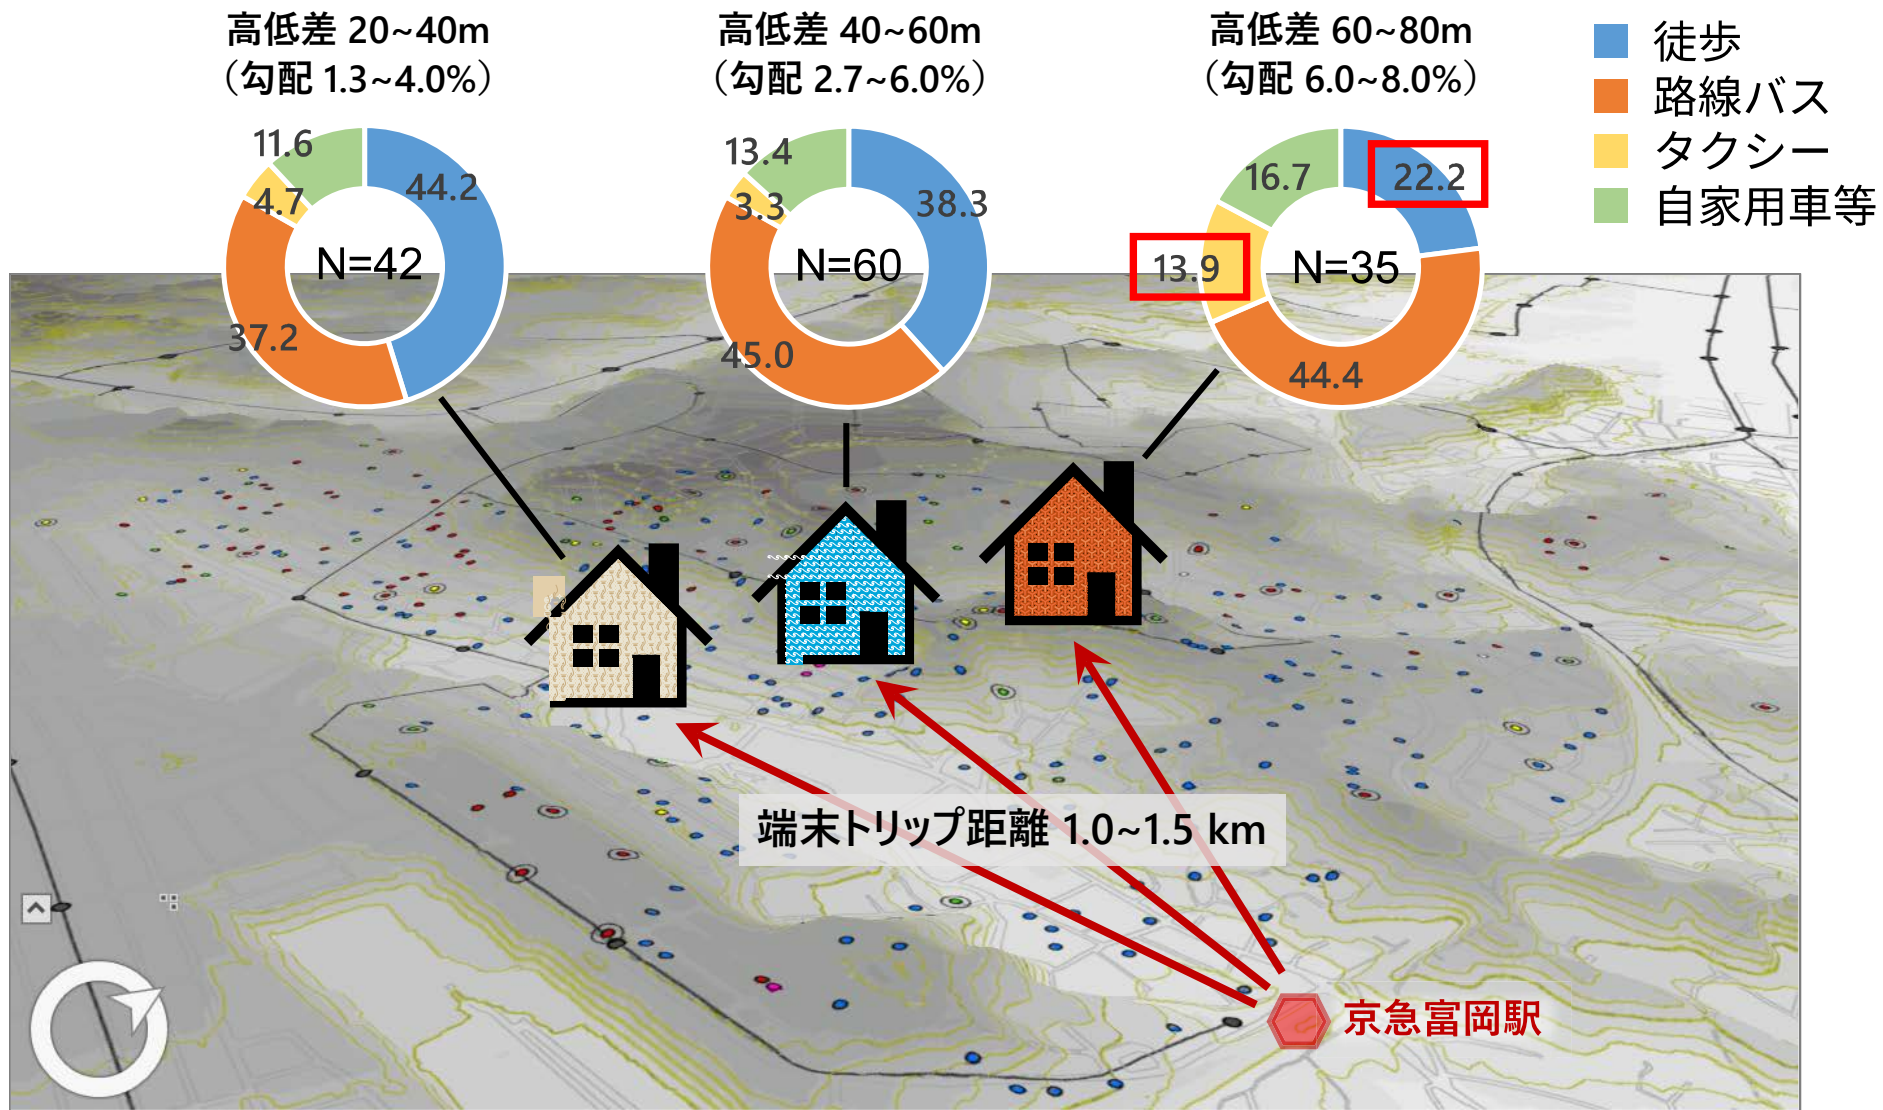 高低差 20~40m
（勾配 1.3~4.0%）
高低差 40~60m
（勾配 2.7~6.0%）
高低差 60~80m
（勾配 6.0~8.0%）
徒歩
路線バス
タクシー
自家用車等
11.6
44.2
4.7
N=42
37.2
13.4
38.3
3.3
N=60
45.0
16.7
22.2
13.9
N=35
44.4
端末トリップ距離 1.0~1.5 km
京急富岡駅